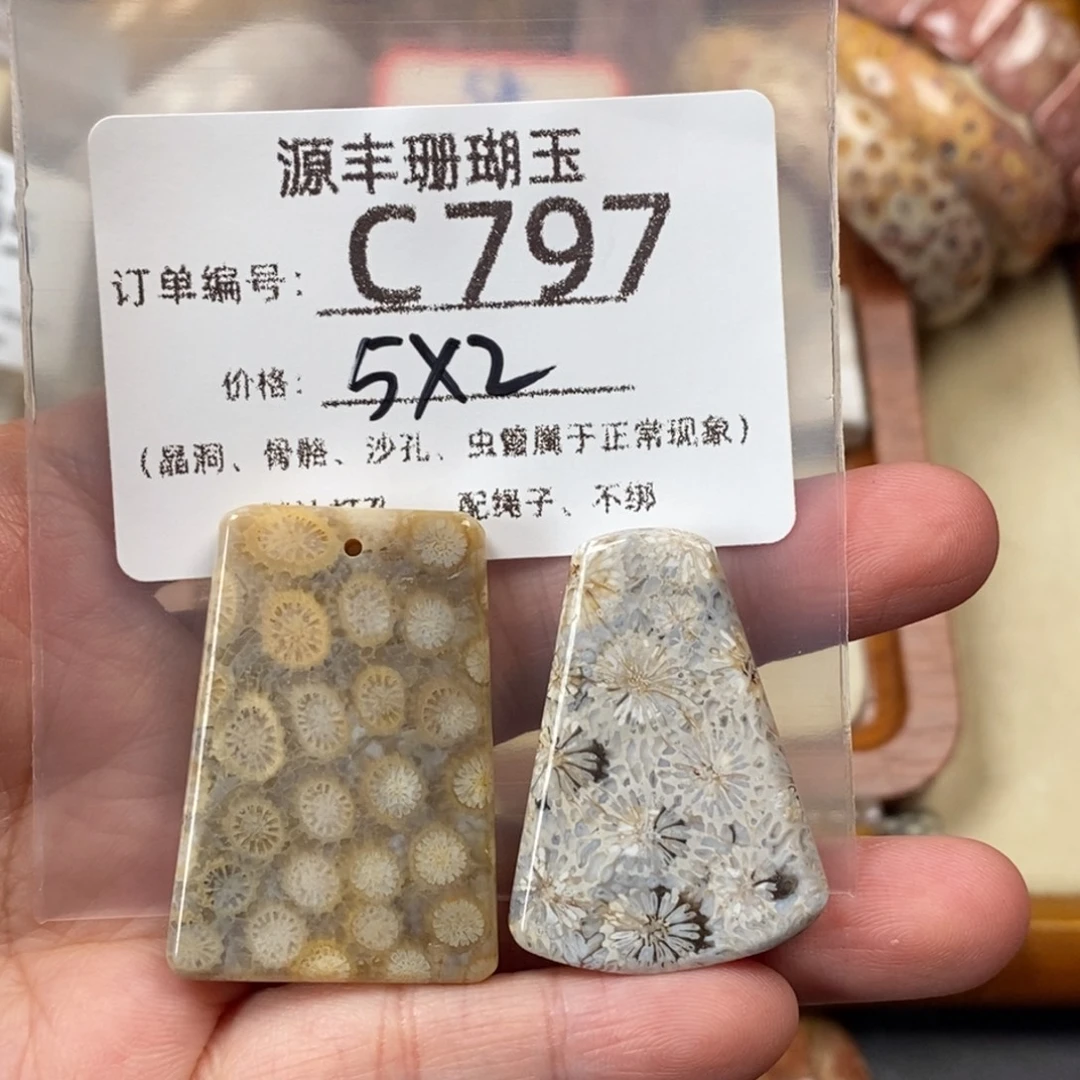 源丰珊瑚玉
订单编号: C797
价格: 5X2
(晶洞、骨骼、沙孔、虫管属于正常现象)
配绳子、不绑